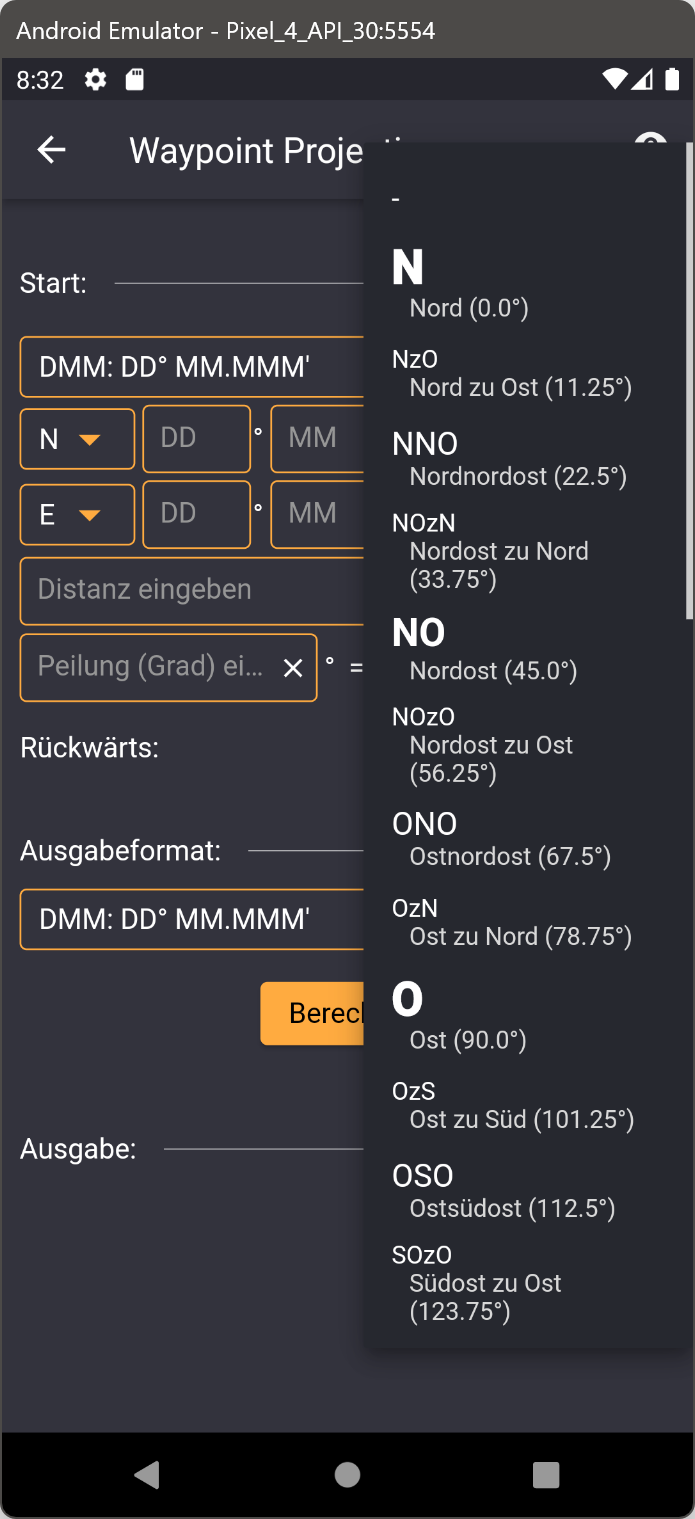 Android Emulator - Pixel_4_API_30:5554
8:32
Waypoint Projecti
Start:
DMM: DD° MM.MMM'
N DD ° MM
E DD ° MM
Distanz eingeben
Peilung (Grad) ei... ° =
Rückwärts:
Ausgabeformat:
DMM: DD° MM.MMM'
Berech
Ausgabe:
-
N
Nord (0.0°)
NzO
Nord zu Ost (11.25°)
NNO
Nordnordost (22.5°)
NOzN
Nordost zu Nord
(33.75°)
NO
Nordost (45.0°)
NOzO
Nordost zu Ost
(56.25°)
ONO
Ostnordost (67.5°)
OzN
Ost zu Nord (78.75°)
O
Ost (90.0°)
OzS
Ost zu Süd (101.25°)
OSO
Ostsüdost (112.5°)
SOzO
Südost zu Ost
(123.75°)